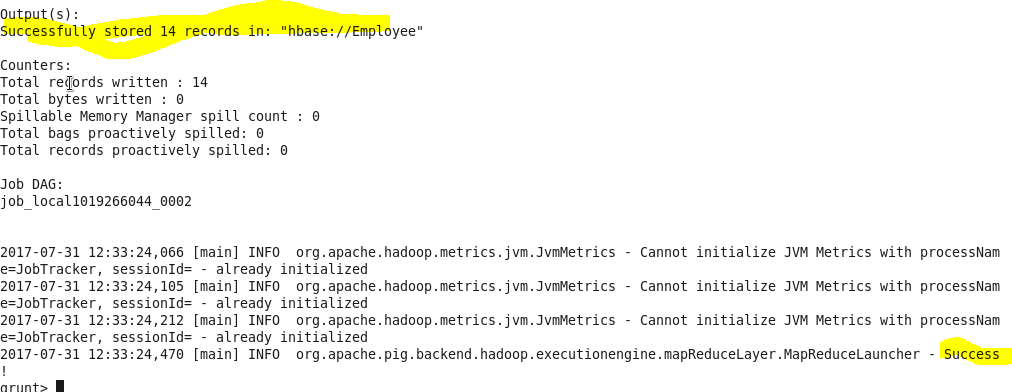 Output(s):
Successfully stored 14 records in: "hbase://Employee"
Counters:
Total records written : 14
Total bytes written : 0
Spillable Memory Manager spill count : 0
Total bags proactively spilled: 0
Total records proactively spilled: 0
Job DAG:
job_local1019266044_0002
2017-07-31 12:33:24,066 [main] INFO  org.apache.hadoop.metrics.jvm.JvmMetrics - Cannot initialize JVM Metrics with processNam
e=JobTracker, sessionId= - already initialized
2017-07-31 12:33:24,105 [main] INFO  org.apache.hadoop.metrics.jvm.JvmMetrics - Cannot initialize JVM Metrics with processNam
e=JobTracker, sessionId= - already initialized
2017-07-31 12:33:24,212 [main] INFO  org.apache.hadoop.metrics.jvm.JvmMetrics - Cannot initialize JVM Metrics with processNam
e=JobTracker, sessionId= - already initialized
2017-07-31 12:33:24,470 [main] INFO  org.apache.pig.backend.hadoop.executionengine.mapReduceLayer.MapReduceLauncher - Success
!
grunt>